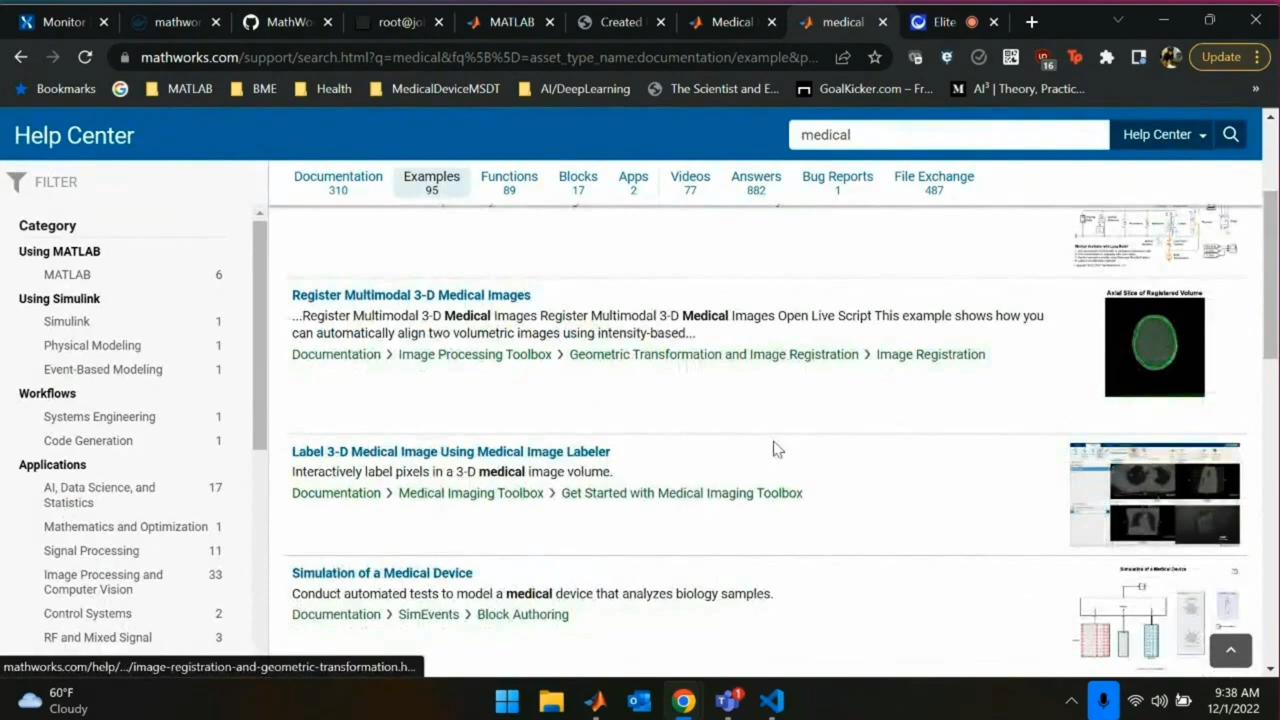 Monitor
mathwor
MathWo
root@jo
MATLAB
Created
Medical
medical
Elite
mathworks.com/support/search.html?q=medical&fq%5B%5D=asset_type_name:documentation/example&p...
16
Update
Bookmarks
MATLAB
BME
Health
MedicalDeviceMSDT
AI/DeepLearning
The Scientist and E...
GoalKicker.com – Fr...
AI³ | Theory, Practic...
»
Help Center
medical
Help Center
FILTER
Documentation 310
Examples 95
Functions 89
Blocks 17
Apps 2
Videos 77
Answers 882
Bug Reports 1
File Exchange 487
Category
Using MATLAB
MATLAB 6
Using Simulink
Simulink 1
Physical Modeling 1
Event-Based Modeling 1
Workflows
Systems Engineering 1
Code Generation 1
Applications
AI, Data Science, and
Statistics 17
Mathematics and Optimization 1
Signal Processing 11
Image Processing and
Computer Vision 33
Control Systems 2
RF and Mixed Signal 3
Register Multimodal 3-D Medical Images
...Register Multimodal 3-D Medical Images Register Multimodal 3-D Medical Images Open Live Script This example shows how you
can automatically align two volumetric images using intensity-based...
Documentation > Image Processing Toolbox > Geometric Transformation and Image Registration > Image Registration
Axial Slice of Registered Volume
Label 3-D Medical Image Using Medical Image Labeler
Interactively label pixels in a 3-D medical image volume.
Documentation > Medical Imaging Toolbox > Get Started with Medical Imaging Toolbox
Simulation of a Medical Device
Conduct automated tests to model a medical device that analyzes biology samples.
Documentation > SimEvents > Block Authoring
Simulation of a Medical Device
mathworks.com/help/.../image-registration-and-geometric-transformation.h...
60°F
Cloudy
1
9:38 AM
12/1/2022